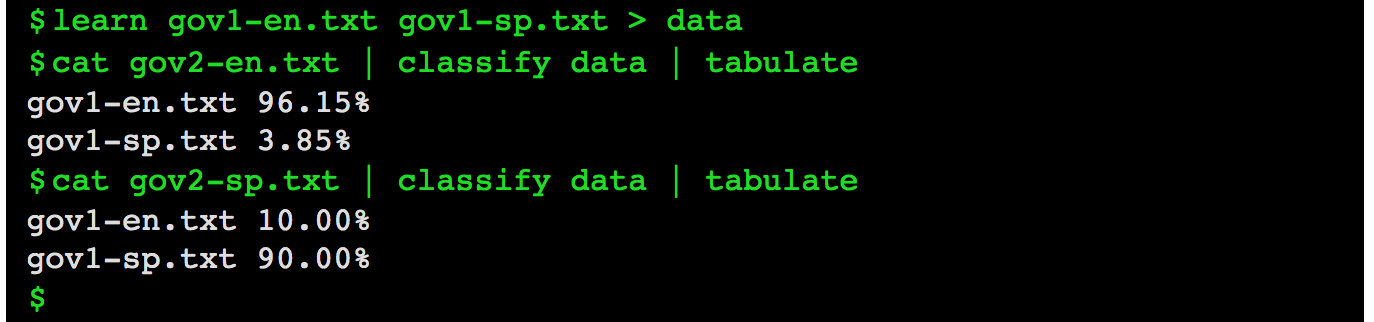 $learn gov1-en.txt gov1-sp.txt > data
$cat gov2-en.txt | classify data | tabulate
gov1-en.txt 96.15%
gov1-sp.txt 3.85%
$cat gov2-sp.txt | classify data | tabulate
gov1-en.txt 10.00%
gov1-sp.txt 90.00%
$